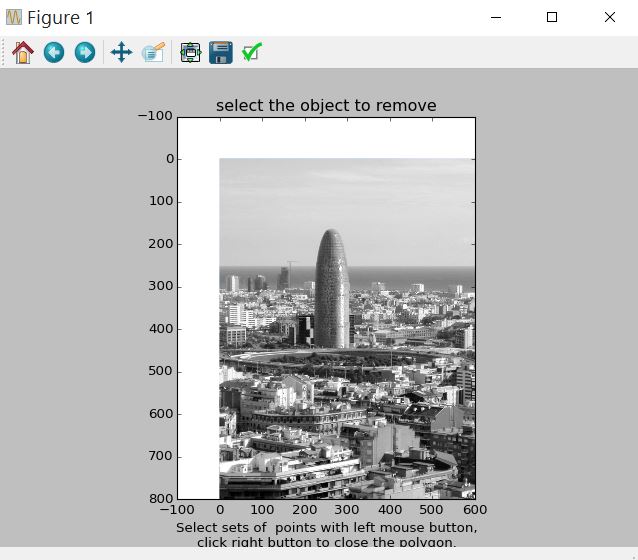 Figure 1
select the object to remove
−100
0
100
200
300
400
500
600
700
800
−100 0 100 200 300 400 500 600
Select sets of  points with left mouse button,
click right button to close the polygon.